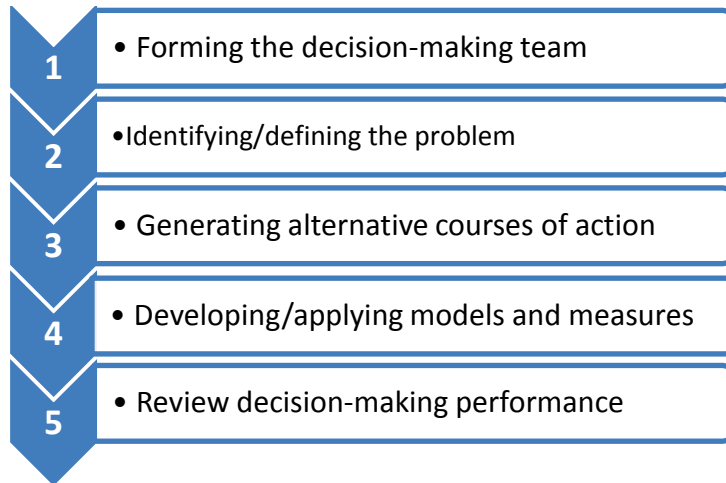 1
• Forming the decision-making team
2
•Identifying/defining the problem
3
• Generating alternative courses of action
4
• Developing/applying models and measures
5
• Review decision-making performance